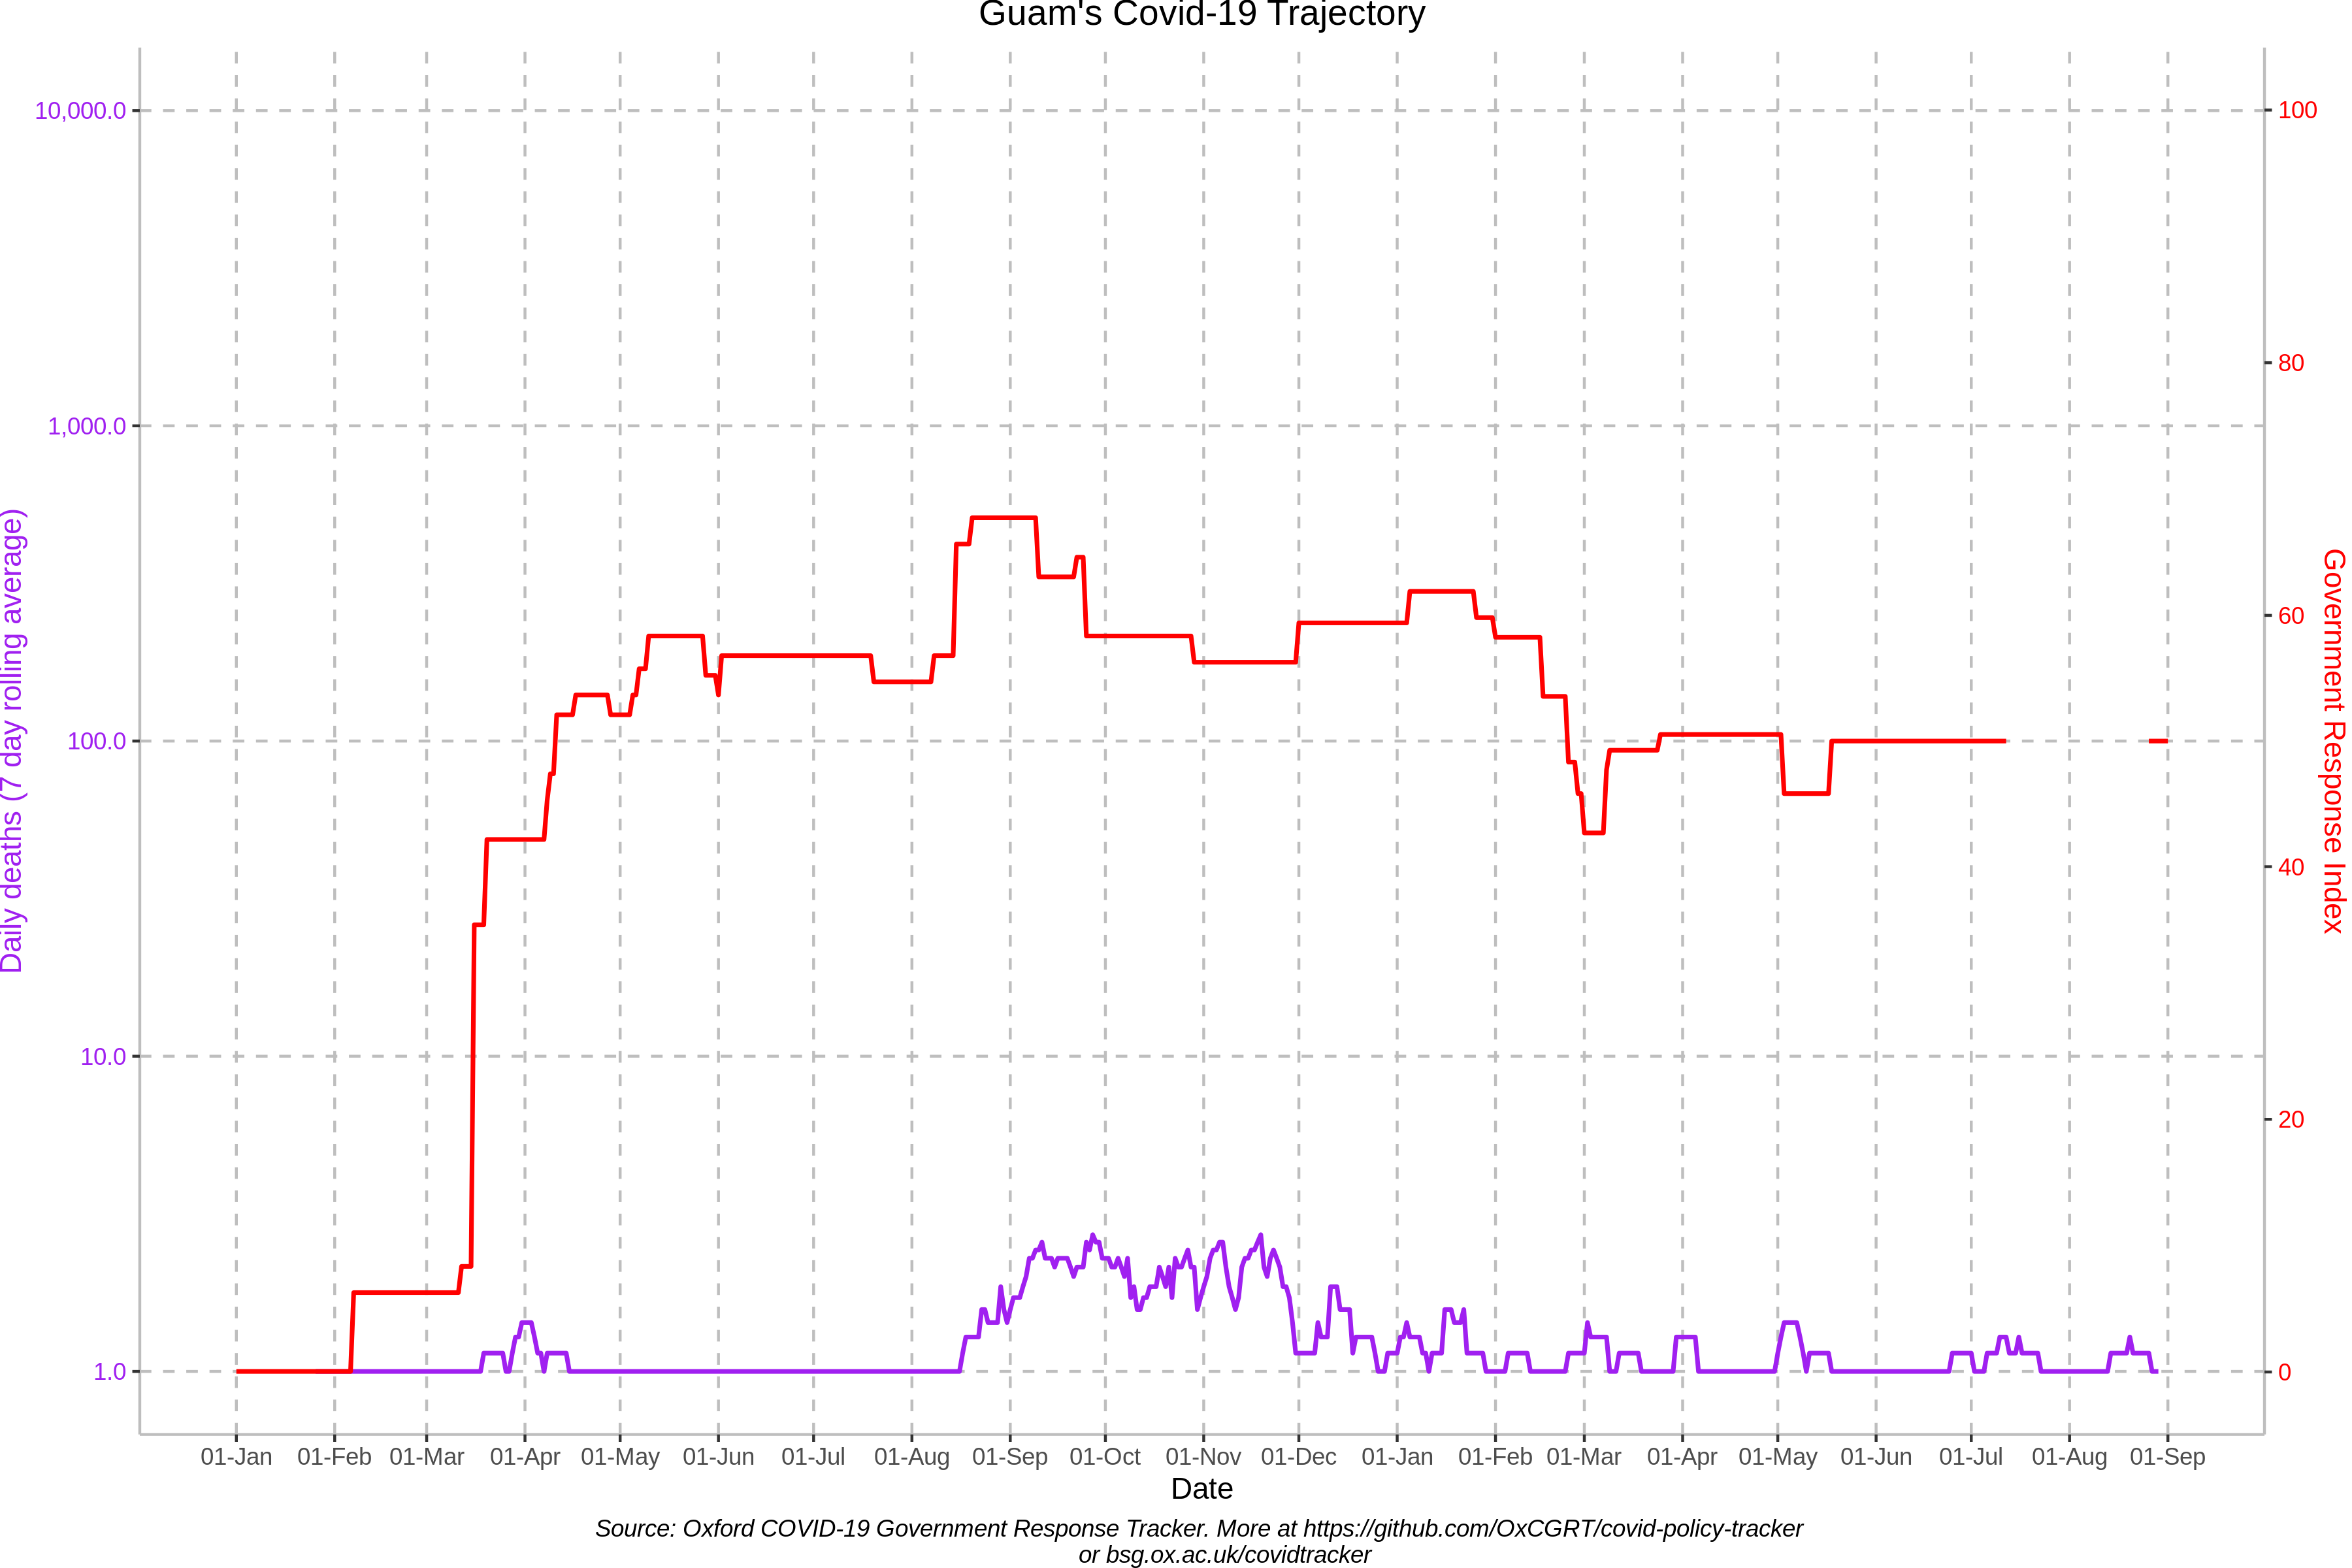 Guam's Covid-19 Trajectory
Daily deaths (7 day rolling average)
10,000.0
1,000.0
100.0
10.0
1.0
100
80
60
40
20
0
Government Response Index
01-Jan 01-Feb 01-Mar 01-Apr 01-May 01-Jun 01-Jul 01-Aug 01-Sep 01-Oct 01-Nov 01-Dec 01-Jan 01-Feb 01-Mar 01-Apr 01-May 01-Jun 01-Jul 01-Aug 01-Sep
Date
Source: Oxford COVID-19 Government Response Tracker. More at https://github.com/OxCGRT/covid-policy-tracker
or bsg.ox.ac.uk/covidtracker